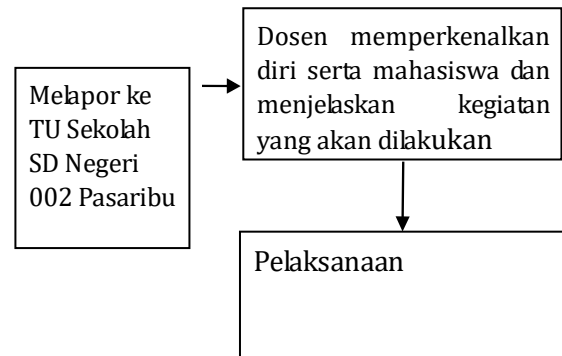 Melapor ke
TU Sekolah
SD Negeri
002 Pasaribu
Dosen memperkenalkan
diri serta mahasiswa dan
menjelaskan kegiatan
yang akan dilakukan
Pelaksanaan